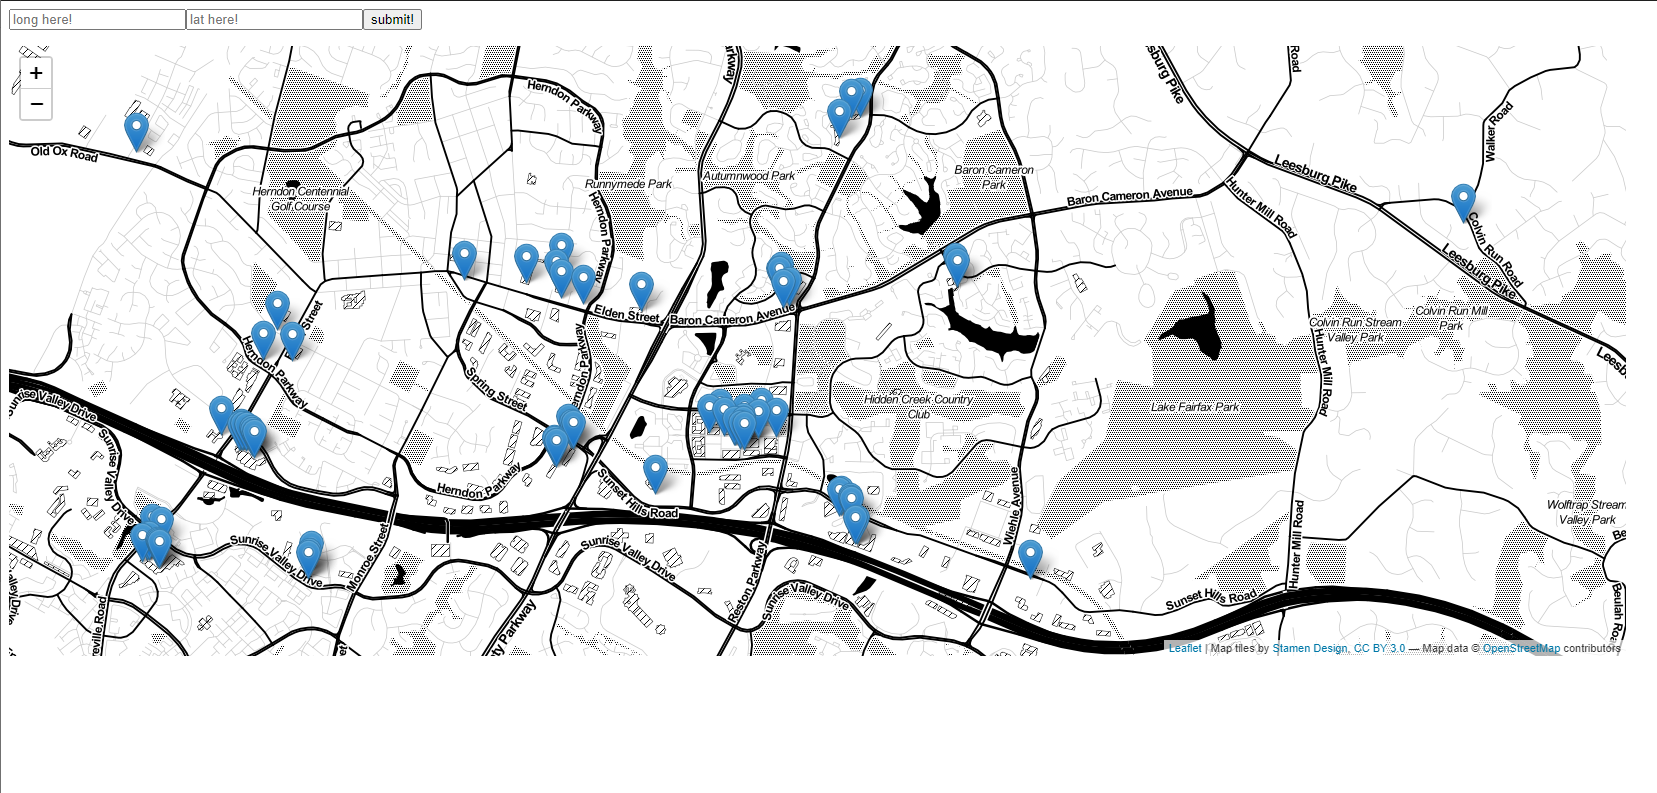 long here! lat here! submit!
+
−
Old Ox Road
Herndon Parkway
Herndon Centennial
Golf Course
Runnymede Park
Autumnwood Park
Baron Cameron
Park
Baron Cameron Avenue
Leesburg Pike
Hunter Mill Road
Walker Road
Road
Colvin Run Road
Leesburg Pike
Herndon Parkway
Elden Street
Baron Cameron Avenue
Street
Herndon Parkway
Spring Street
Colvin Run Stream
Valley Park
Colvin Run Mill
Park
Hunter Mill Road
Hidden Creek Country
Club
Lake Fairfax Park
Sunrise Valley Drive
Herndon Parkway
Sunset Hills Road
Wiehle Avenue
Hunter Mill Road
Wolftrap Stream
Valley Park
Sunrise Valley Drive
Monroe Street
Sunrise Valley Drive
Reston Parkway
Sunrise Valley Drive
Sunset Hills Road
Beulah Road
Leaflet | Map tiles by Stamen Design, CC BY 3.0 — Map data © OpenStreetMap contributors